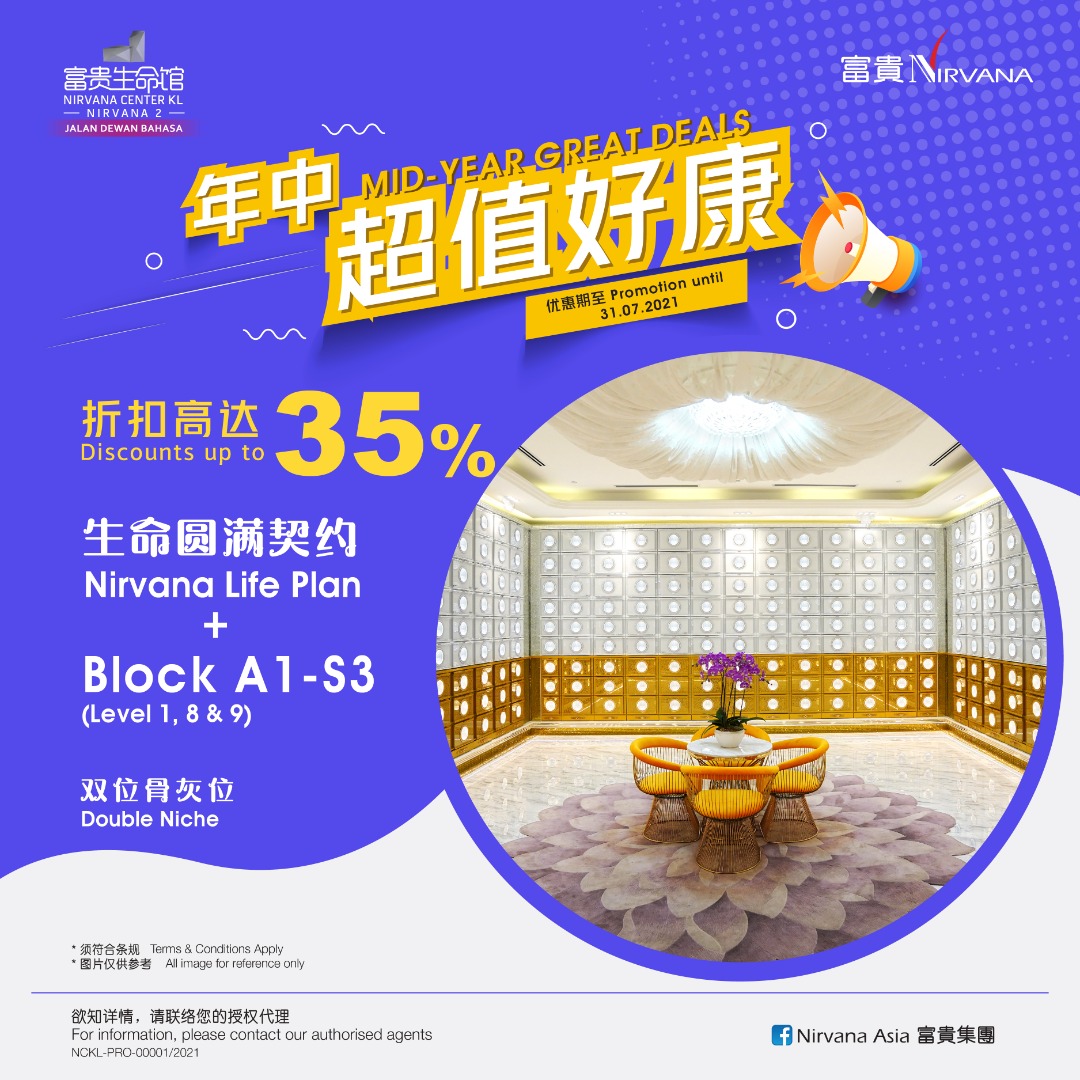 富贵生命馆
NIRVANA CENTER KL
NIRVANA 2
JALAN DEWAN BAHASA
富貴 NIRVANA
MID-YEAR GREAT DEALS
年中
超值好康
优惠期至 Promotion until
31.07.2021
折扣高达
Discounts up to
35%
生命圆满契约
Nirvana Life Plan
+
Block A1-S3
(Level 1, 8 & 9)
双位骨灰位
Double Niche
* 须符合条规 Terms & Conditions Apply
* 图片仅供参考 All image for reference only
欲知详情，请联络您的授权代理
For information, please contact our authorised agents
NCKL-PRO-00001/2021
Nirvana Asia 富貴集團